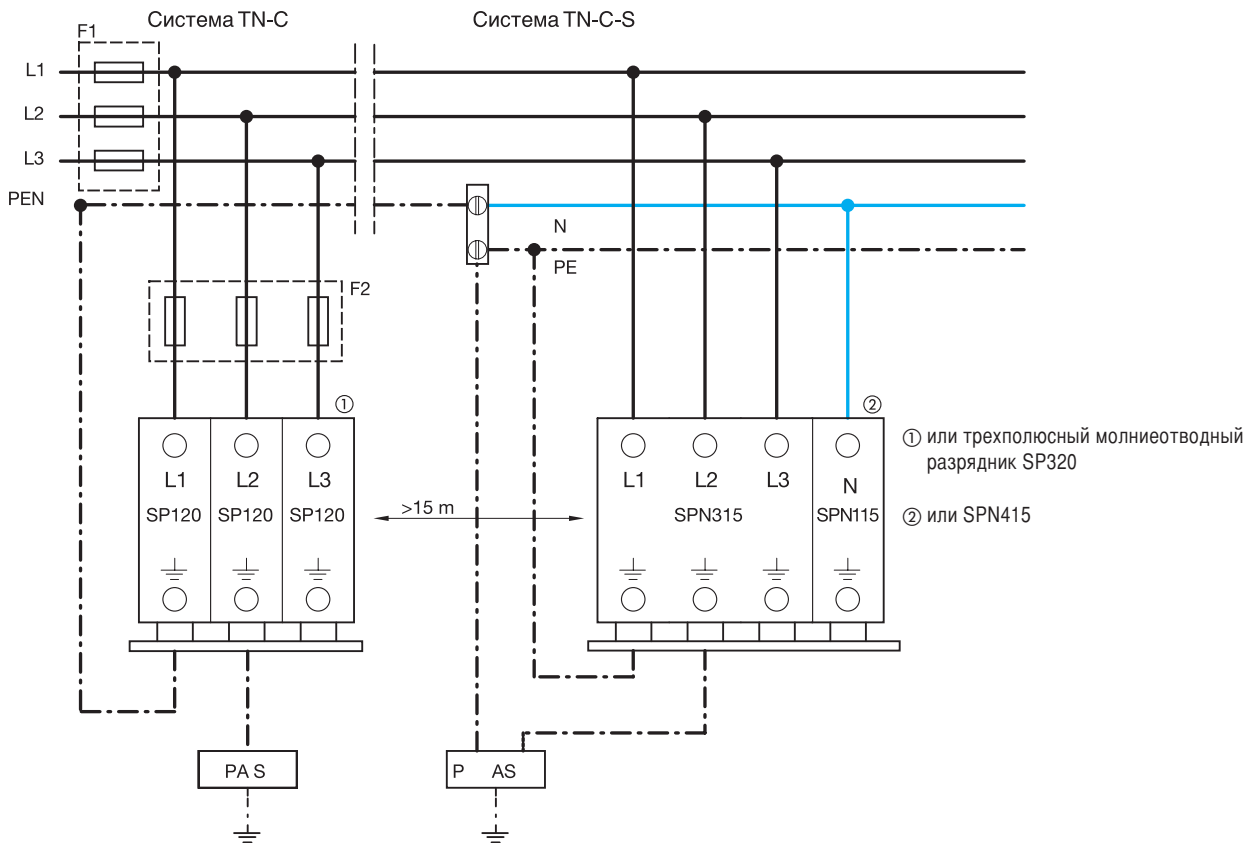 Система TN-C
Система TN-C-S
F1
L1
L2
L3
PEN
N
PE
F2
①
②
L1 L2 L3
SP120 SP120 SP120
>15 m
L1 L2 L3 N
SPN315 SPN115
① или трехполюсный молниеотводный
разрядник SP320
② или SPN415
PA S
P AS